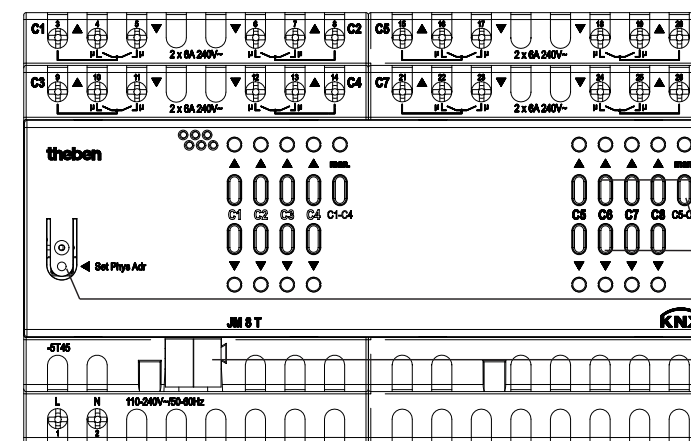 C1 3 4 5 6 7 8 C2 C5 15 16 17 18 19 20
µ L L µ µ L L µ µ L L µ µ L
2 x 6A 240V~ 2 x 6A 240V~
C3 9 10 11 12 13 14 C4 C7 21 22 23 24 25 26
µ L L µ µ L L µ µ L L µ µ L
2 x 6A 240V~ 2 x 6A 240V~
theben
man. man.
C1 C2 C3 C4 C1-C4 C5 C6 C7 C8 C5-C
Set Phys Adr
JM 8 T KNX
-5T45
L N 110-240V~/50-60Hz
1 2